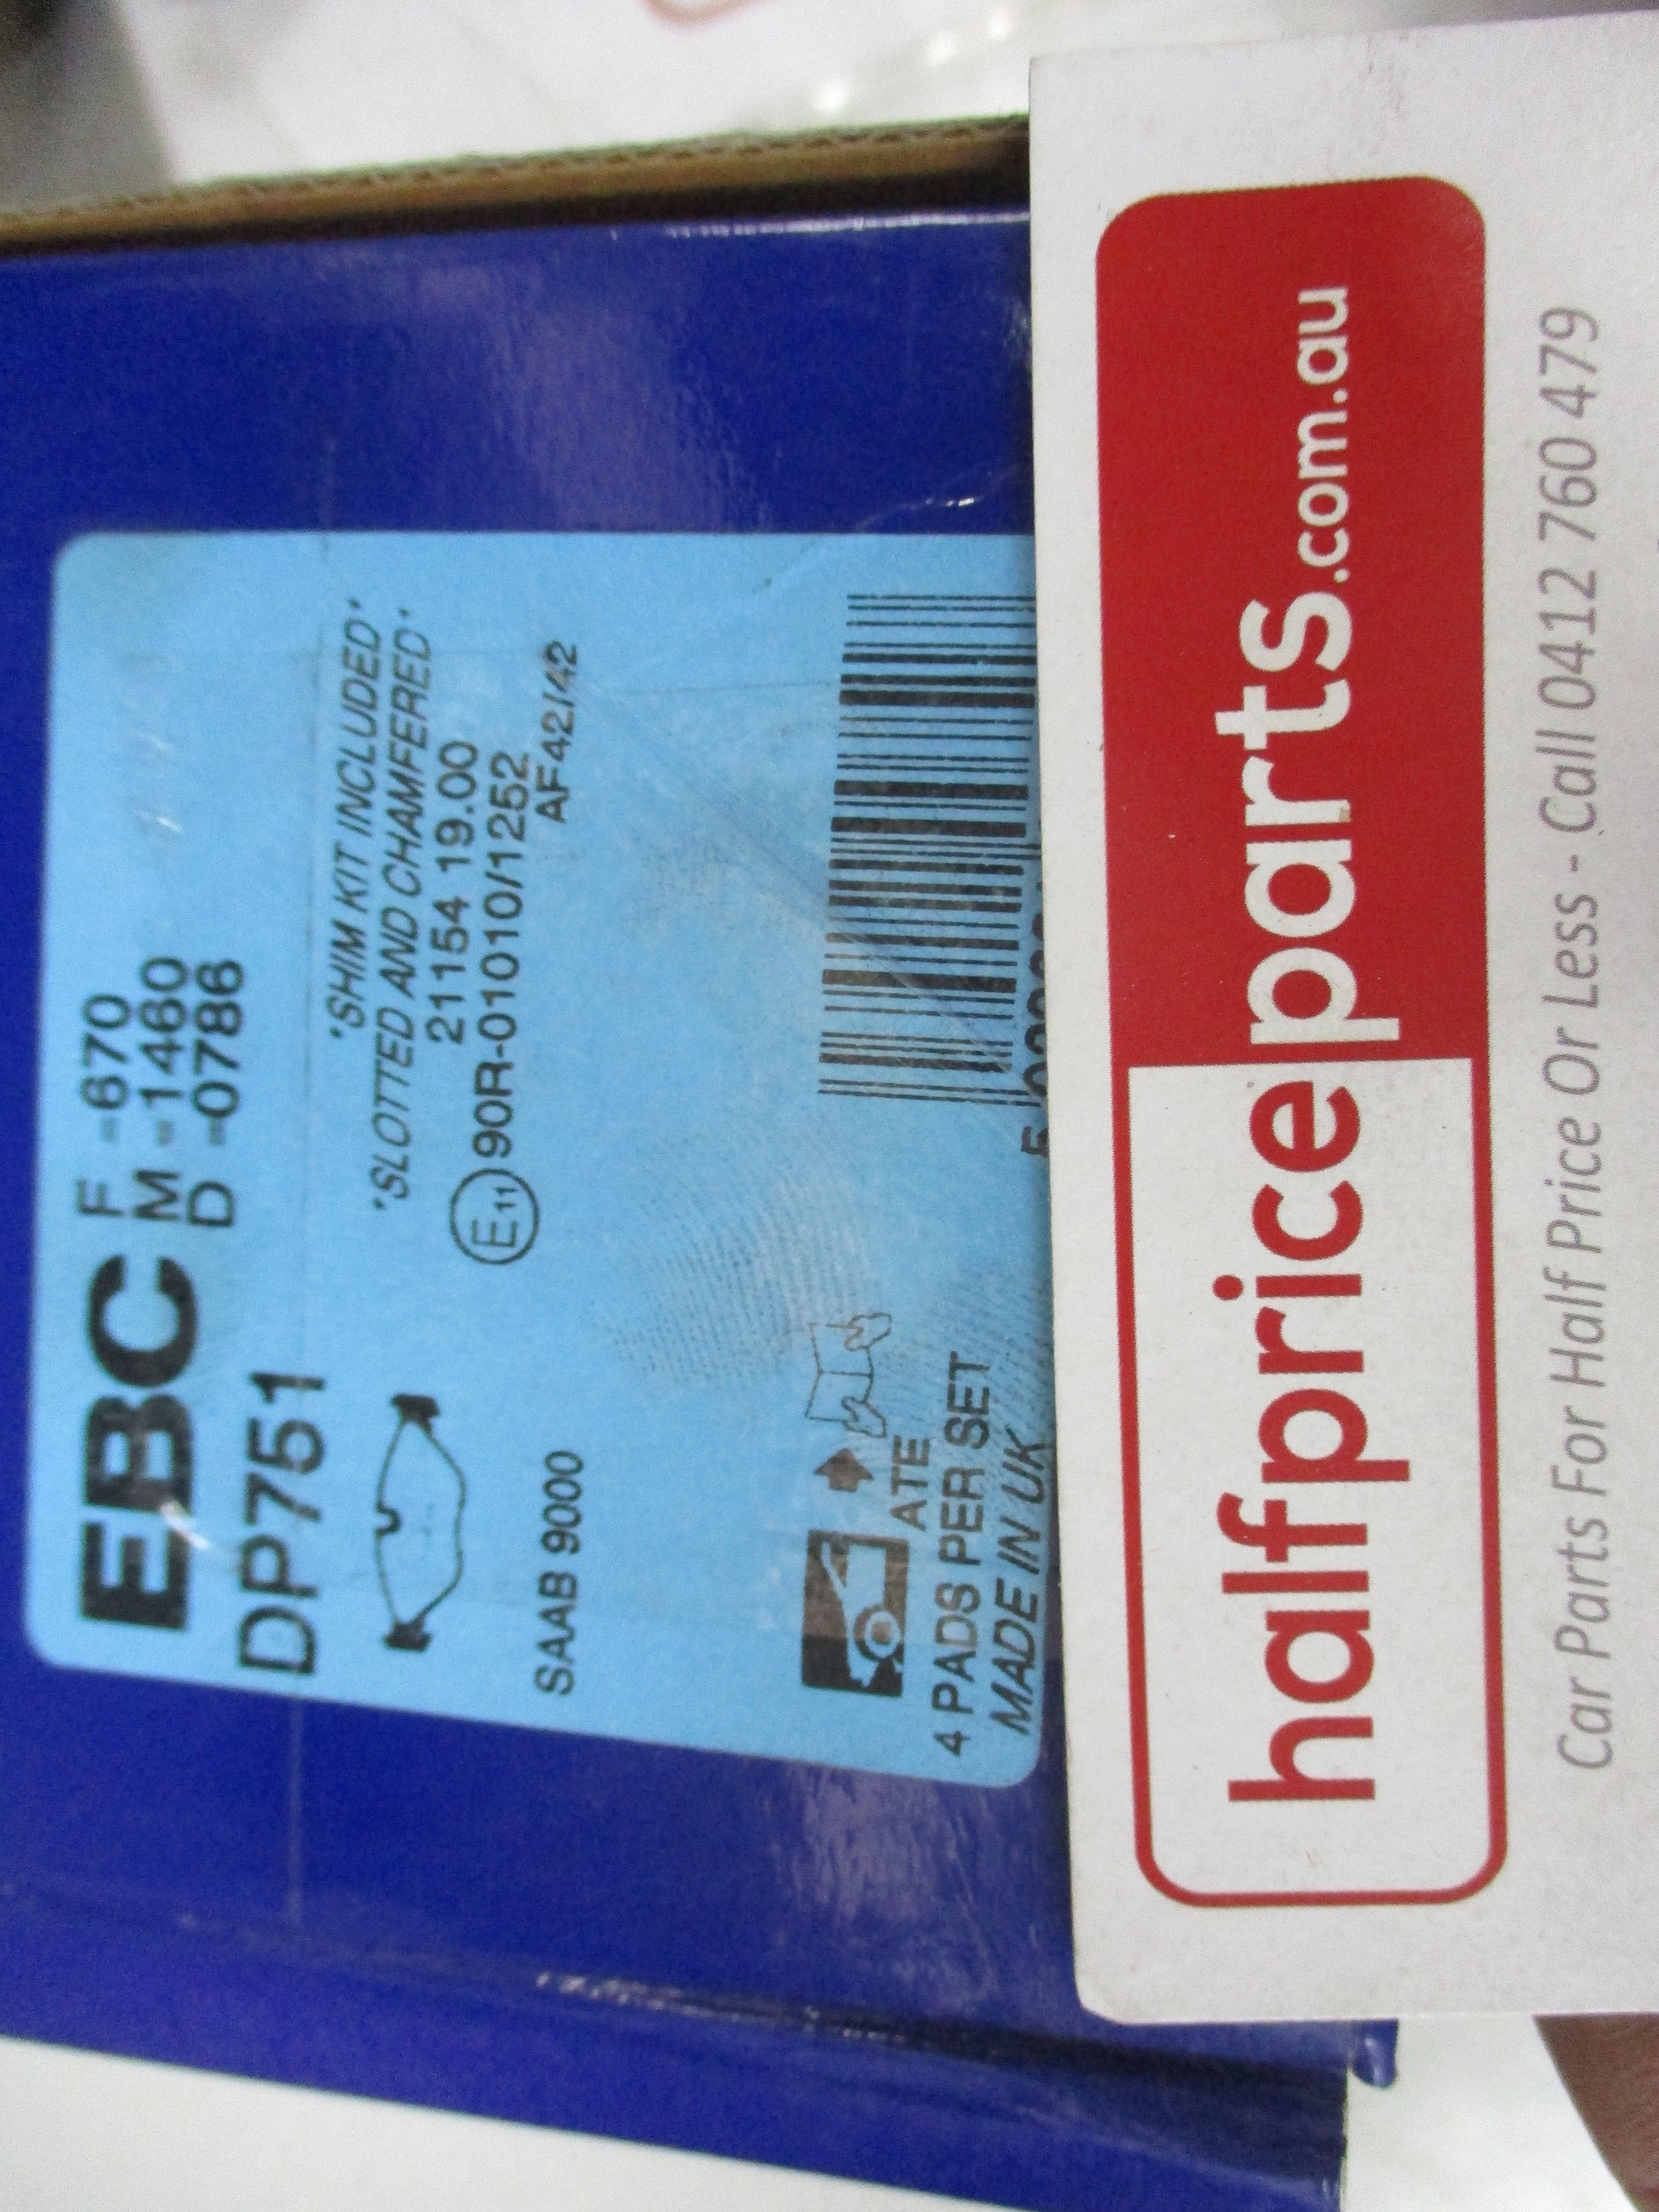 EBC
F =670
M =1460
D =0786
DP751
*SHIM KIT INCLUDED*
*SLOTTED AND CHAMFERED*
21154 19.00
E11 90R-01010/1252
AF42/42
SAAB 9000
ATE
4 PADS PER SET
MADE IN UK
halfpriceparts.com.au
Car Parts For Half Price Or Less - Call 0412 760 479